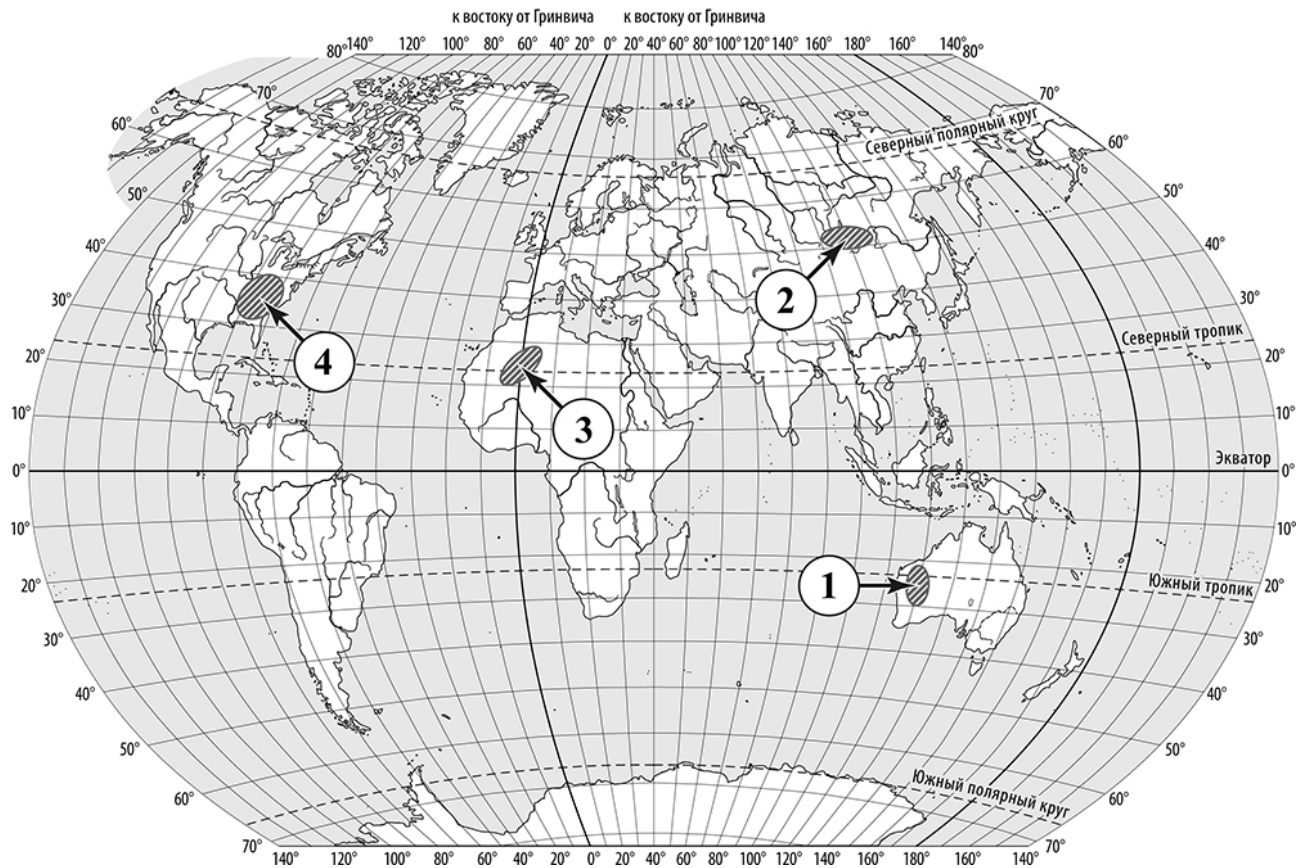 к востоку от Гринвича к востоку от Гринвича
80° 140° 120° 100° 80° 60° 40° 20° 0° 20° 40° 60° 80° 100° 120° 140° 160° 180° 160° 140° 80°
70° 70°
60° Северный полярный круг 60°
50° 50°
40° 40°
2
30° 30°
4
Северный тропик
20° 20°
3
10° 10°
0° Экватор 0°
10° 10°
1
20° Южный тропик 20°
30° 30°
40° 40°
50° 50°
60° Южный полярный круг 60°
70° 70°
140° 120° 100° 80° 60° 40° 20° 0° 20° 40° 60° 80° 100° 120° 140° 160° 180° 160° 140°